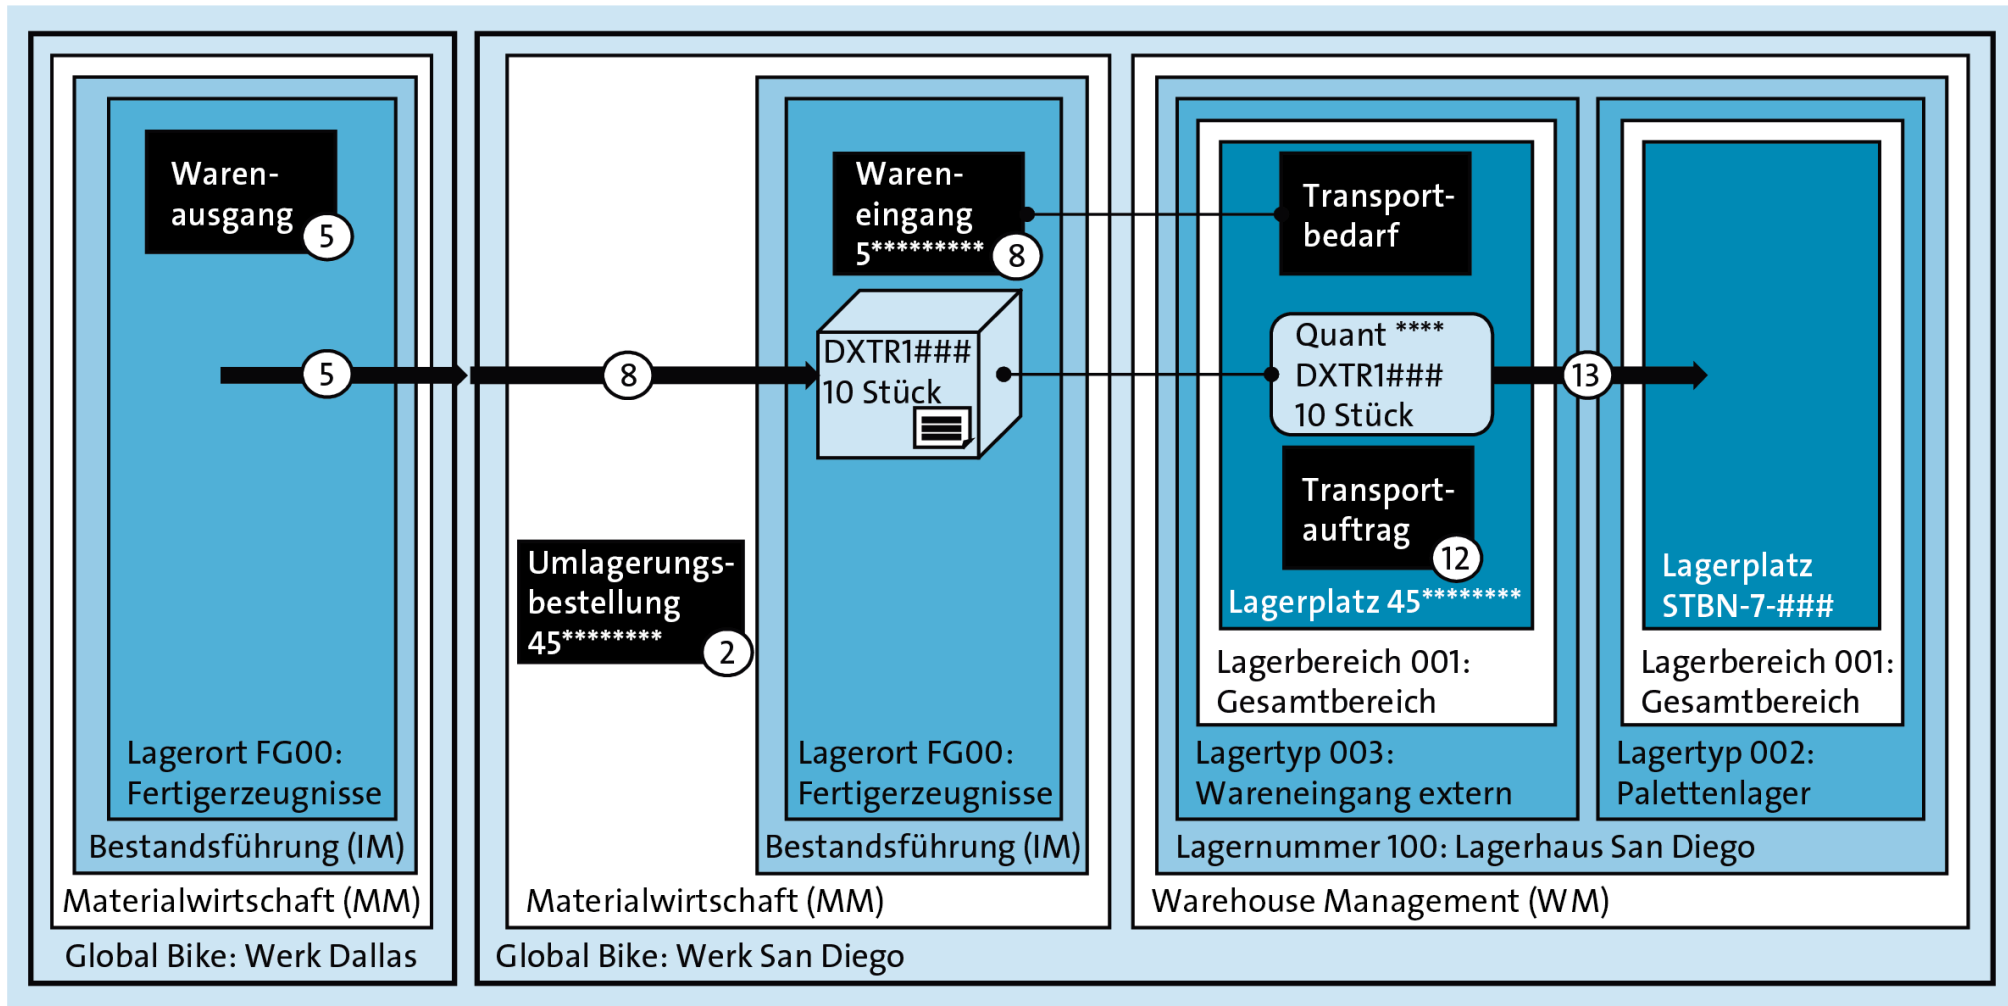 Waren-
ausgang
5
5
Lagerort FG00:
Fertigerzeugnisse
Bestandsführung (IM)
Materialwirtschaft (MM)
Global Bike: Werk Dallas
8
Umlagerungs-
bestellung
45********
2
Waren-
eingang
5*********
8
DXTR1###
10 Stück
Lagerort FG00:
Fertigerzeugnisse
Bestandsführung (IM)
Materialwirtschaft (MM)
Global Bike: Werk San Diego
Transport-
bedarf
Quant ****
DXTR1###
10 Stück
13
Transport-
auftrag
12
Lagerplatz 45********
Lagerbereich 001:
Gesamtbereich
Lagertyp 003:
Wareneingang extern
Lagerplatz
STBN-7-###
Lagerbereich 001:
Gesamtbereich
Lagertyp 002:
Palettenlager
Lagernummer 100: Lagerhaus San Diego
Warehouse Management (WM)